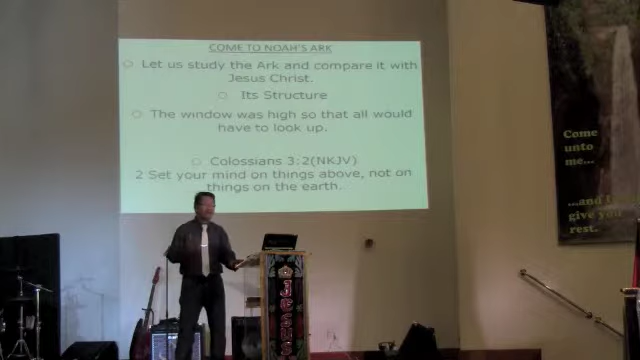 COME TO NOAH'S ARK
Let us study the Ark and compare it with
Jesus Christ.
Its Structure
The window was high so that all would
have to look up.
Colossians 3:2(NKJV)
2 Set your mind on things above, not on
things on the earth.
Come
unto
me...
...and I
give you
rest.
JESUS